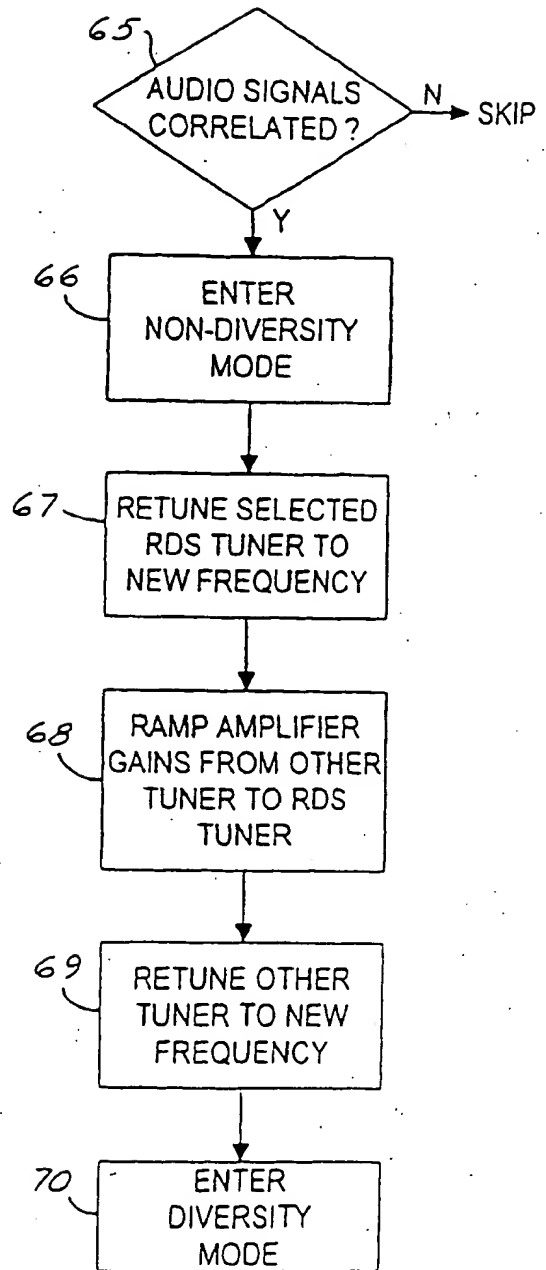 65
AUDIO SIGNALS
CORRELATED ?
N
SKIP
Y
66
ENTER
NON-DIVERSITY
MODE
67
RETUNE SELECTED
RDS TUNER TO
NEW FREQUENCY
68
RAMP AMPLIFIER
GAINS FROM OTHER
TUNER TO RDS
TUNER
69
RETUNE OTHER
TUNER TO NEW
FREQUENCY
70
ENTER
DIVERSITY
MODE